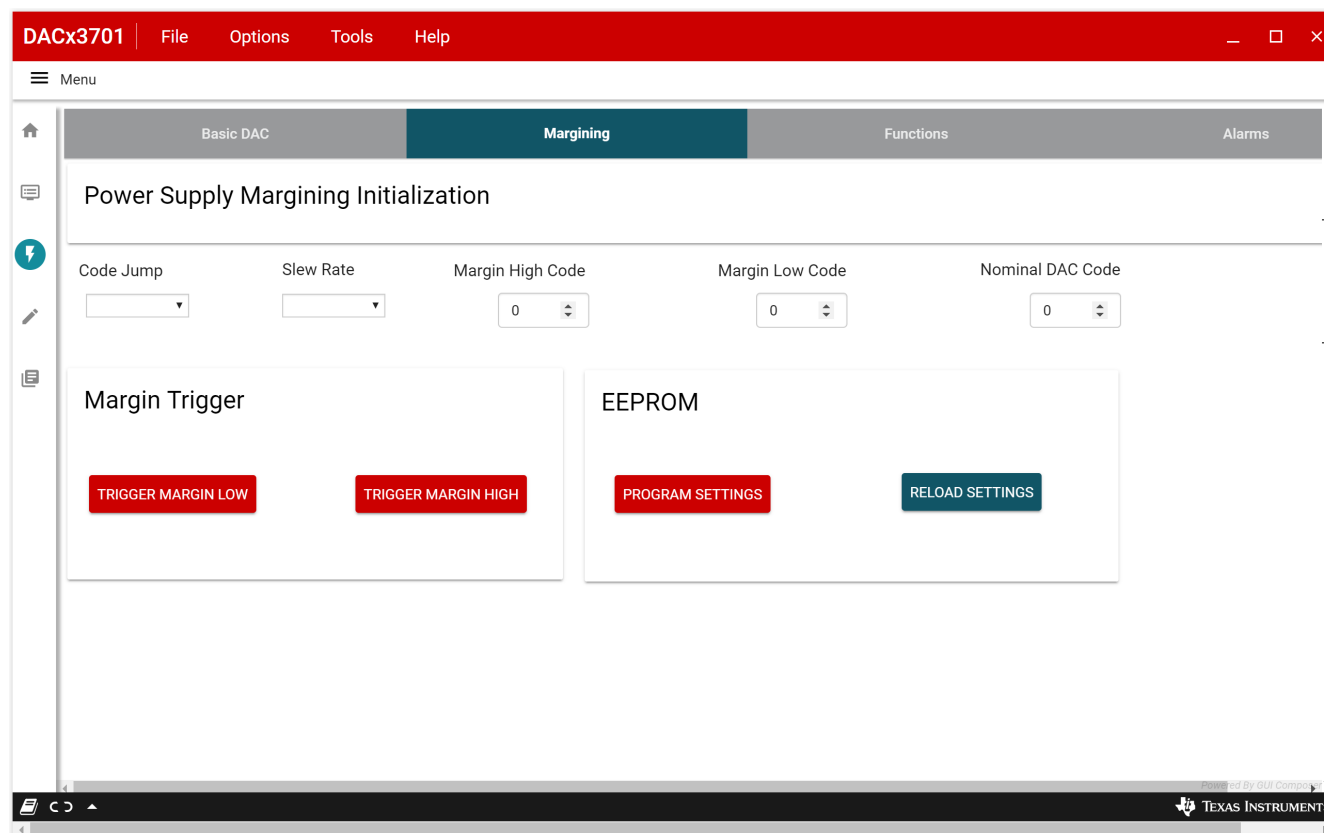 DACx3701 File Options Tools Help
Menu
Basic DAC Margining Functions Alarms
Power Supply Margining Initialization
Code Jump Slew Rate Margin High Code Margin Low Code Nominal DAC Code
0 0 0
Margin Trigger
EEPROM
TRIGGER MARGIN LOW TRIGGER MARGIN HIGH
PROGRAM SETTINGS RELOAD SETTINGS
Powered By GUI Composer
TEXAS INSTRUMENT